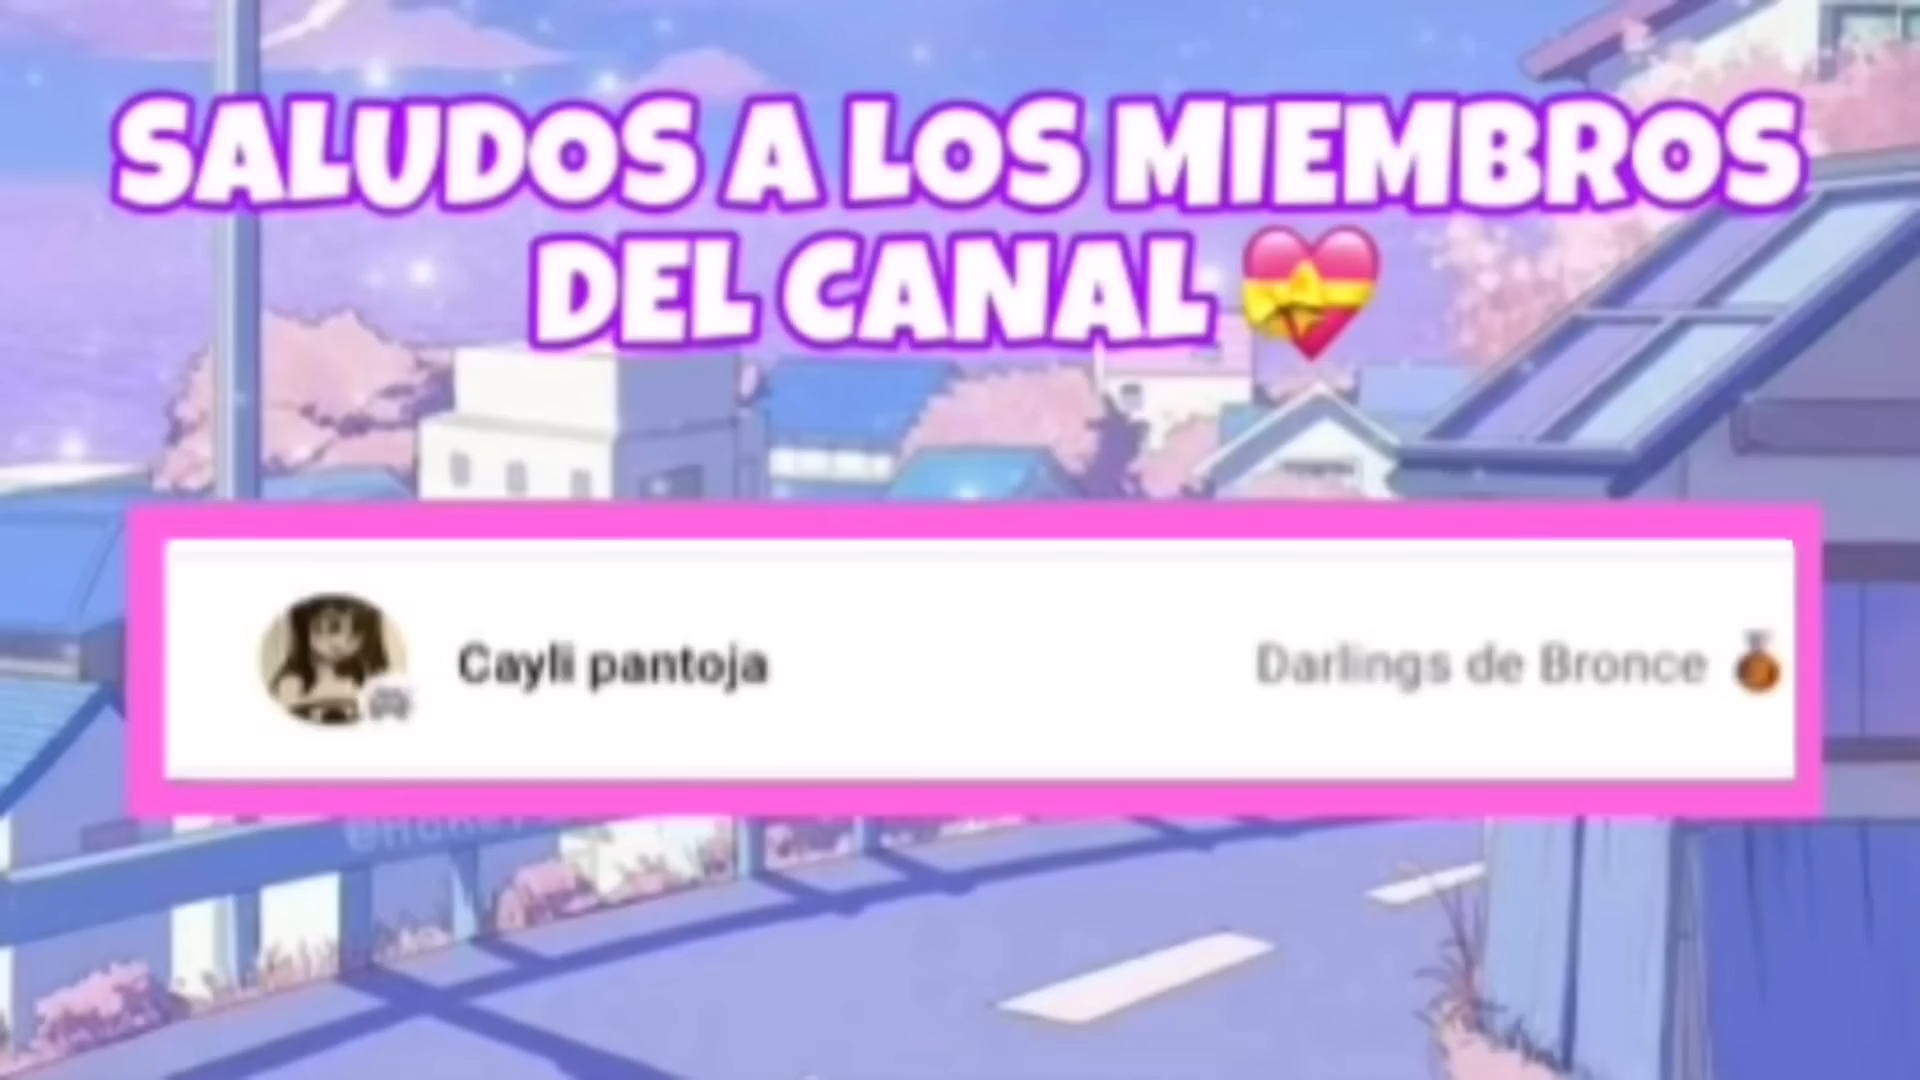 SALUDOS A LOS MIEMBROS
DEL CANAL 💝
Cayli pantoja
Darlings de Bronce 🏅